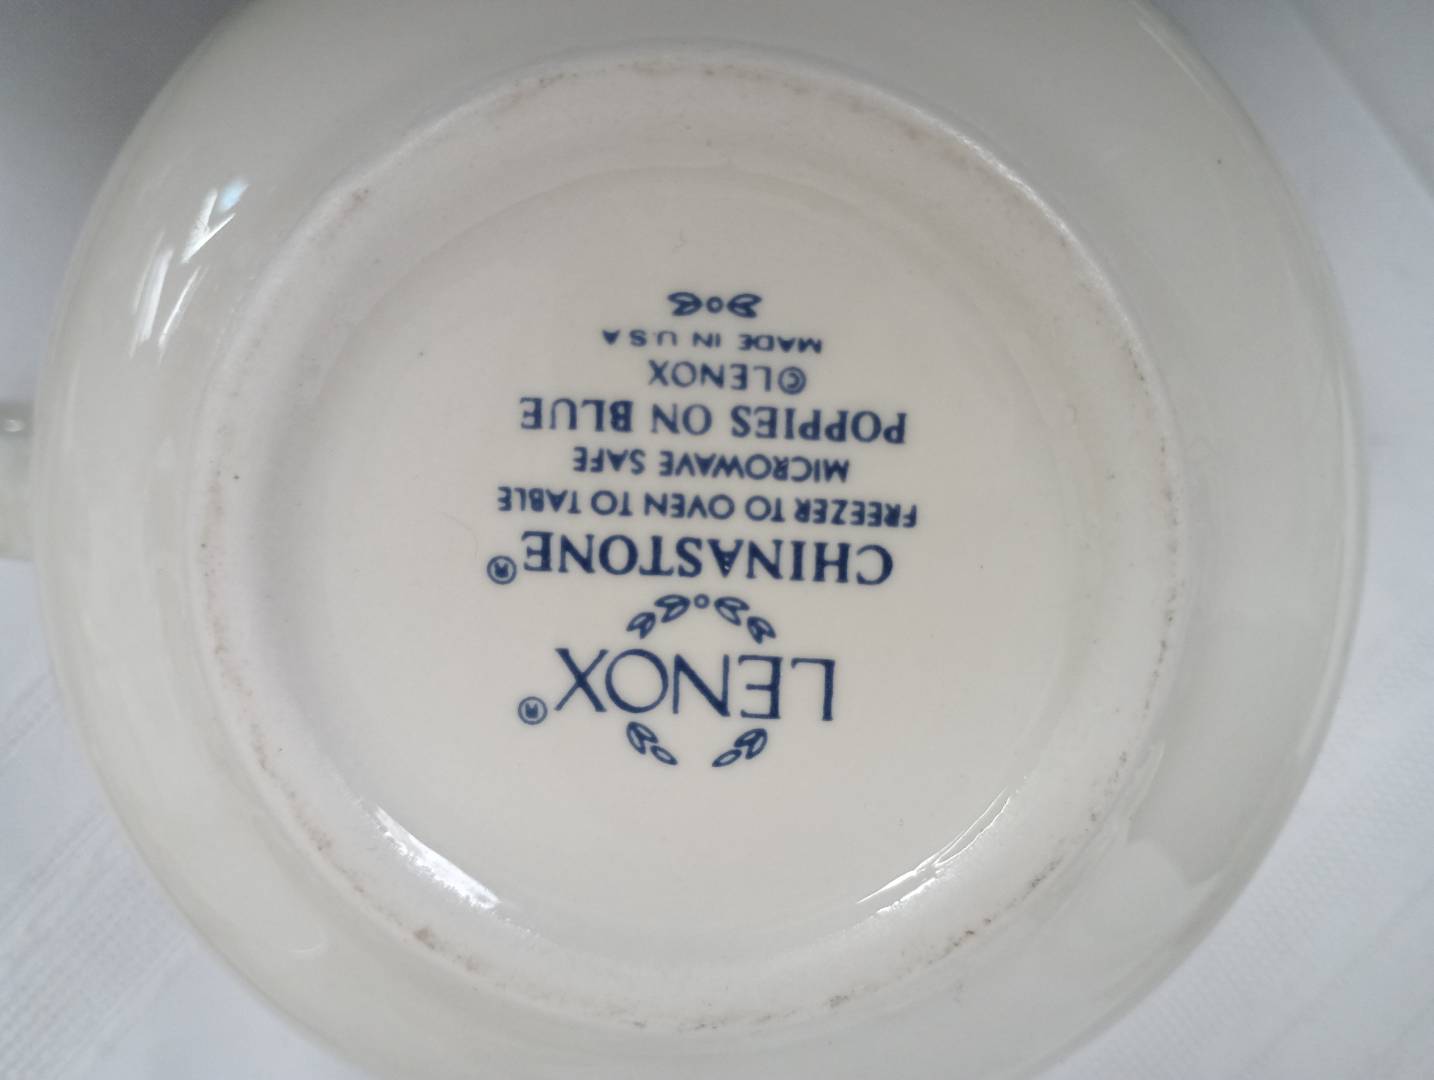 LENOX®
CHINASTONE®
FREEZER TO OVEN TO TABLE
MICROWAVE SAFE
POPPIES ON BLUE
©LENOX
MADE IN U.S.A